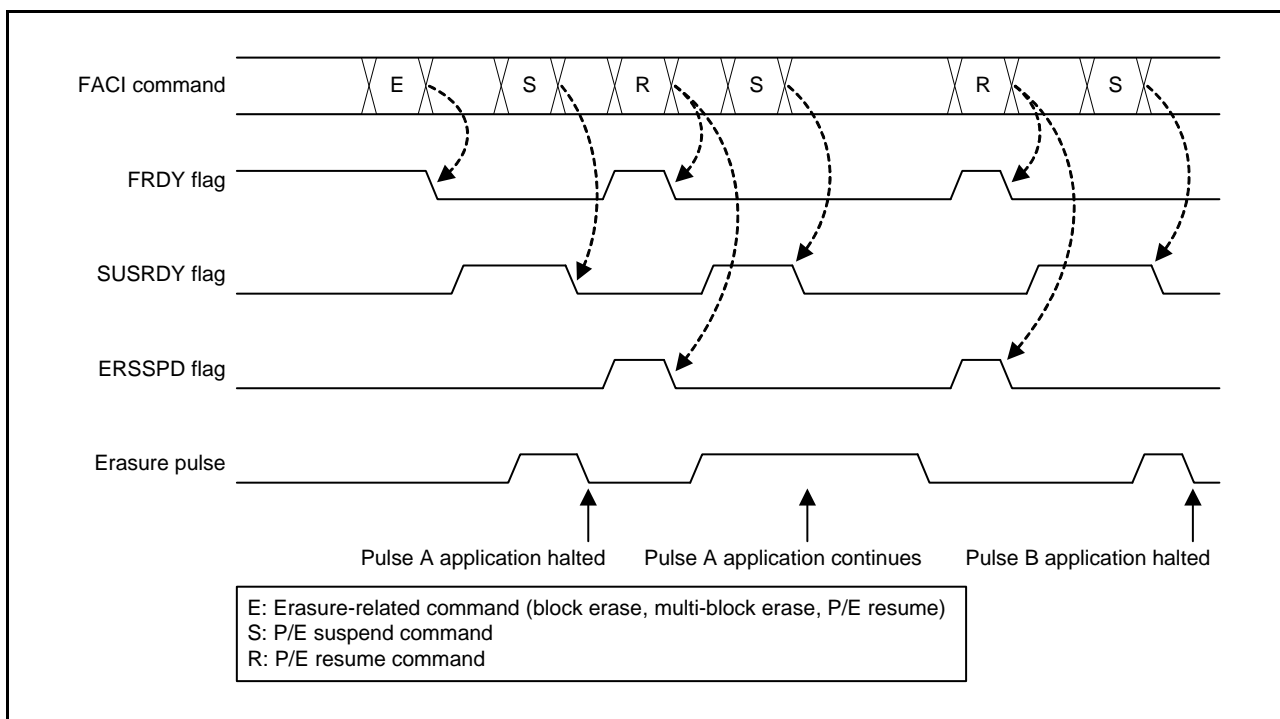 FACI command
E
S
R
S
R
S
FRDY flag
SUSRDY flag
ERSSPD flag
Erasure pulse
Pulse A application halted
Pulse A application continues
Pulse B application halted
E: Erasure-related command (block erase, multi-block erase, P/E resume)
S: P/E suspend command
R: P/E resume command